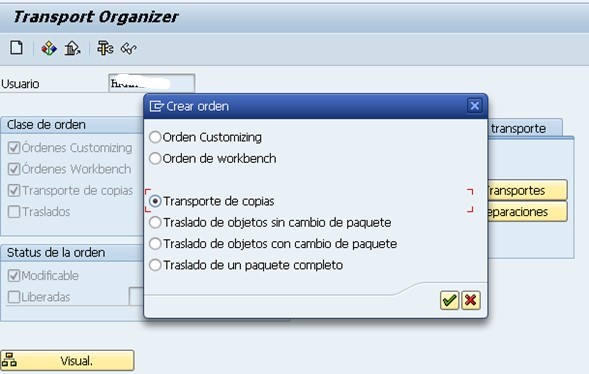 Transport Organizer
Usuario
Clase de orden
Órdenes Customizing
Órdenes Workbench
Transporte de copias
Traslados
Status de la orden
Modificable
Liberadas
Visual.
Crear orden
Orden Customizing
Orden de workbench
Transporte de copias
Traslado de objetos sin cambio de paquete
Traslado de objetos con cambio de paquete
Traslado de un paquete completo
transporte
ransportes
eparaciones